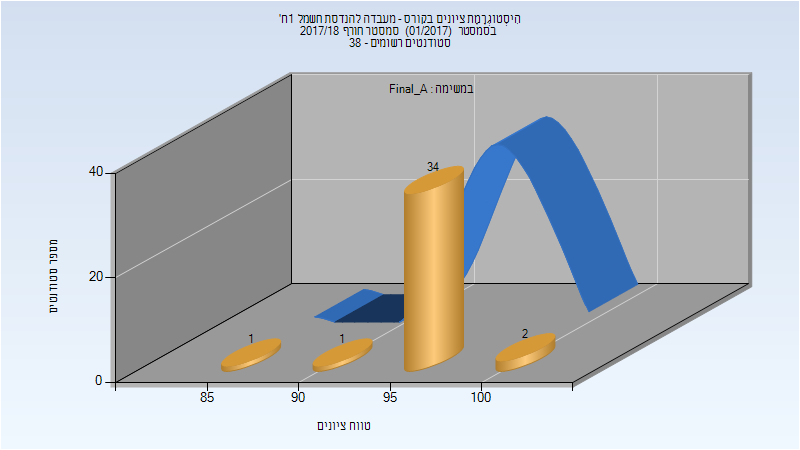 היסטוגרמת ציונים בקורס - מעבדה להנדסת חשמל 1ח'
בסמסטר (01/2017) סמסטר חורף 2017/18
סטודנטים רשומים - 38
במשימה : Final_A
34
40
20
0
1
1
2
מספר סטודנטים
85
90
95
100
טווח ציונים